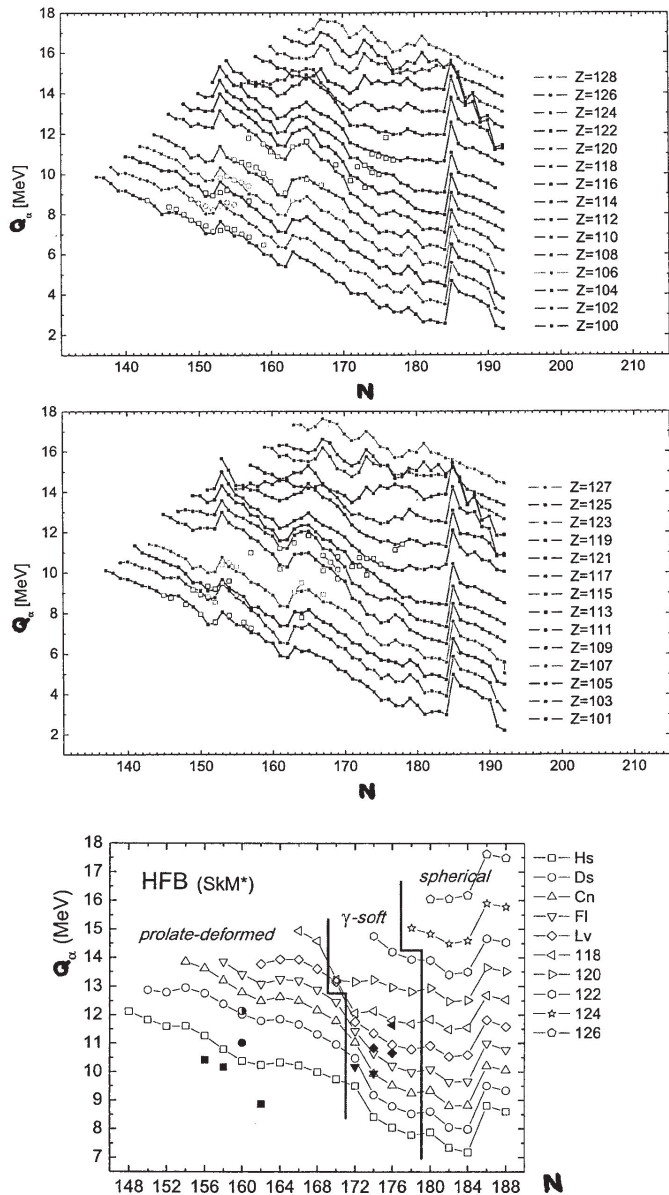 18
16
14
12
10
8
6
4
2
Qα [MeV]
140 150 160 170 180 190 200 210
N
Z=128
Z=126
Z=124
Z=122
Z=120
Z=118
Z=116
Z=114
Z=112
Z=110
Z=108
Z=106
Z=104
Z=102
Z=100
18
16
14
12
10
8
6
4
2
Qα [MeV]
140 150 160 170 180 190 200 210
N
Z=127
Z=125
Z=123
Z=119
Z=121
Z=117
Z=115
Z=113
Z=111
Z=109
Z=107
Z=105
Z=103
Z=101
18
17
16
15
14
13
12
11
10
9
8
7
Qα (MeV)
HFB (SkM*)
prolate-deformed
γ-soft
spherical
148 152 156 160 164 168 172 176 180 184 188
N
Hs
Ds
Cn
Fl
Lv
118
120
122
124
126